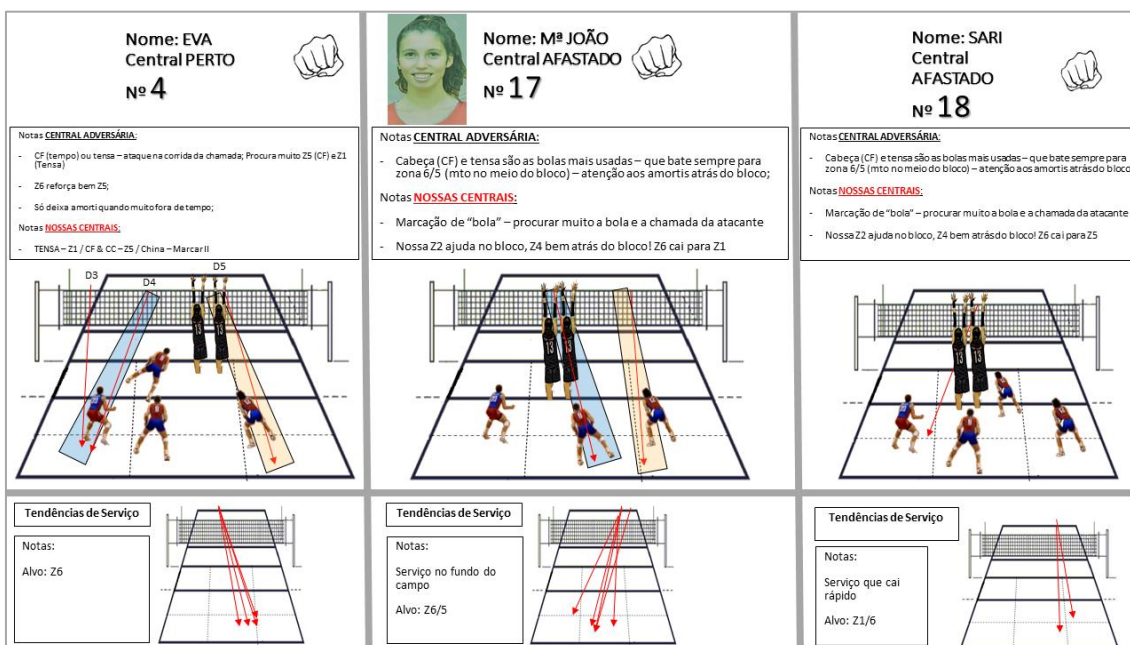 Nome: EVA
Central PERTO
Nº 4
Notas CENTRAL ADVERSÁRIA:
- CF (tempo) ou tensa – ataque na corrida da chamada; Procura muito Z5 (CF) e Z1
(Tensa)
- Z6 reforça bem Z5;
- Só deixa amorti quando muito fora de tempo;
Notas NOSSAS CENTRAIS:
- TENSA – Z1 / CF & CC – Z5 / China – Marcar II
D3
D4
D5
Tendências de Serviço
Notas:
Alvo: Z6
Nome: Mª JOÃO
Central AFASTADO
Nº 17
Notas CENTRAL ADVERSÁRIA:
- Cabeça (CF) e tensa são as bolas mais usadas – que bate sempre para
zona 6/5 (mto no meio do bloco) – atenção aos amortis atrás do bloco;
Notas NOSSAS CENTRAIS:
- Marcação de “bola” – procurar muito a bola e a chamada da atacante
- Nossa Z2 ajuda no bloco, Z4 bem atrás do bloco! Z6 cai para Z1
Tendências de Serviço
Notas:
Serviço no fundo do
campo
Alvo: Z6/5
Nome: SARI
Central
AFASTADO
Nº 18
Notas CENTRAL ADVERSÁRIA:
- Cabeça (CF) e tensa são as bolas mais usadas – que bate sempre para
zona 6/5 (mto no meio do bloco) – atenção aos amortis atrás do bloco
Notas NOSSAS CENTRAIS:
- Marcação de “bola” – procurar muito a bola e a chamada da atacante
- Nossa Z2 ajuda no bloco, Z4 bem atrás do bloco! Z6 cai para Z5
Tendências de Serviço
Notas:
Serviço que cai
rápido
Alvo: Z1/6